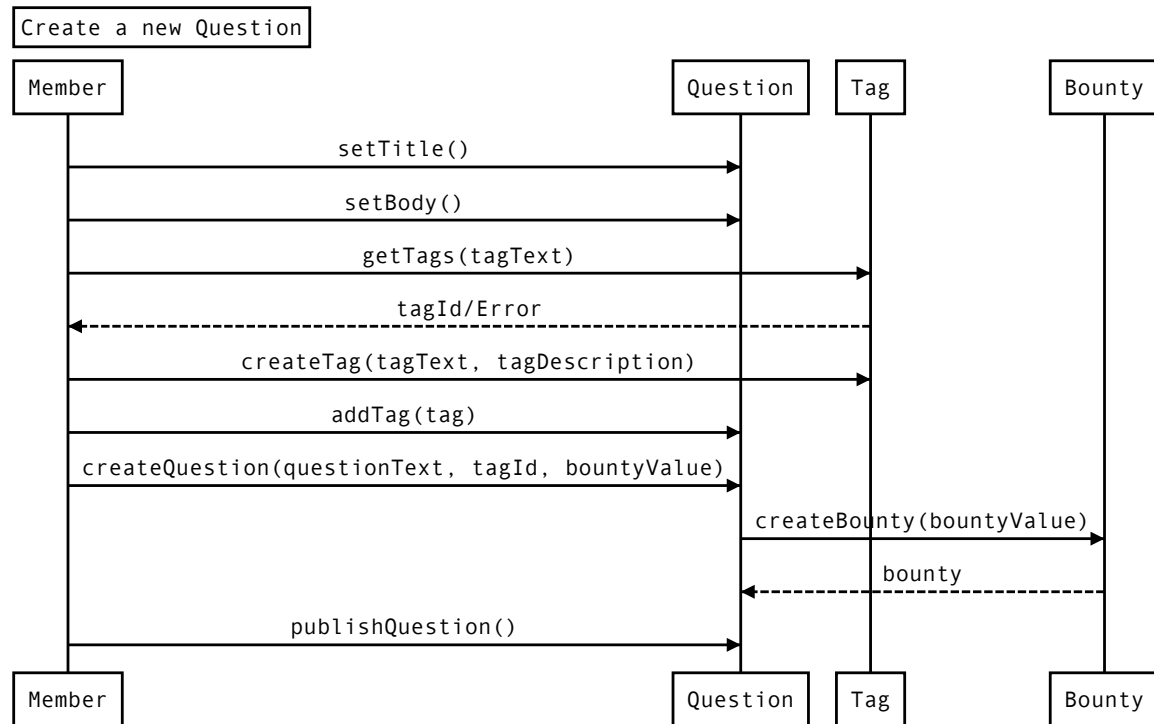 Create a new Question
Member Question Tag Bounty
setTitle()
setBody()
getTags(tagText)
tagId/Error
createTag(tagText, tagDescription)
addTag(tag)
createQuestion(questionText, tagId, bountyValue)
createBounty(bountyValue)
bounty
publishQuestion()
Member Question Tag Bounty